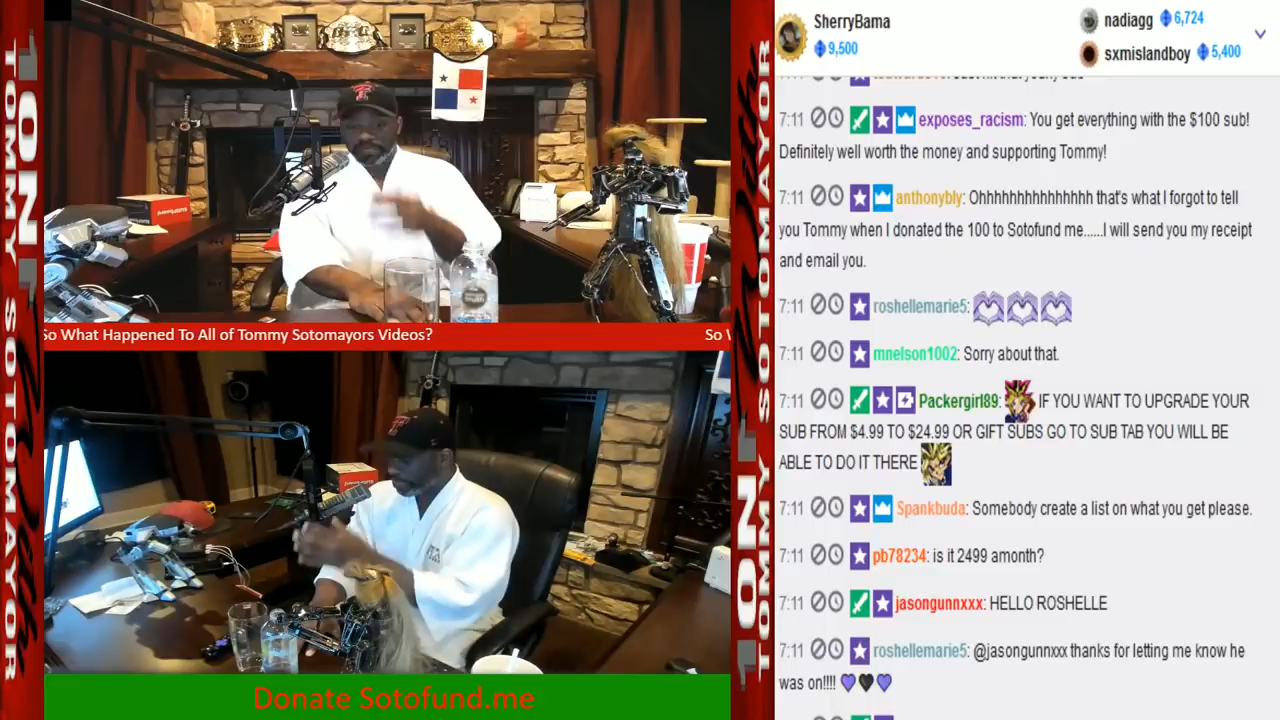 1ON1 With
TOMMY SOTOMAYOR
So What Happened To All of Tommy Sotomayors Videos?
So
Donate Sotofund.me
1ON1 With
TOMMY SOTOMAYOR
SherryBama
9,500
nadiagg 6,724
sxmislandboy 5,400
7:11 exposes_racism: You get everything with the $100 sub!
Definitely well worth the money and supporting Tommy!
7:11 anthonybly: Ohhhhhhhhhhhhhhh that's what I forgot to tell
you Tommy when I donated the 100 to Sotofund me.....I will send you my receipt
and email you.
7:11 roshellemarie5:
7:11 mnelson1002: Sorry about that.
7:11 Packergirl89: IF YOU WANT TO UPGRADE YOUR
SUB FROM $4.99 TO $24.99 OR GIFT SUBS GO TO SUB TAB YOU WILL BE
ABLE TO DO IT THERE
7:11 Spankbuda: Somebody create a list on what you get please.
7:11 pb78234: is it 2499 amonth?
7:11 jasongunnxxx: HELLO ROSHELLE
7:11 roshellemarie5: @jasongunnxxx thanks for letting me know he
was on!!!! 💜🖤💜